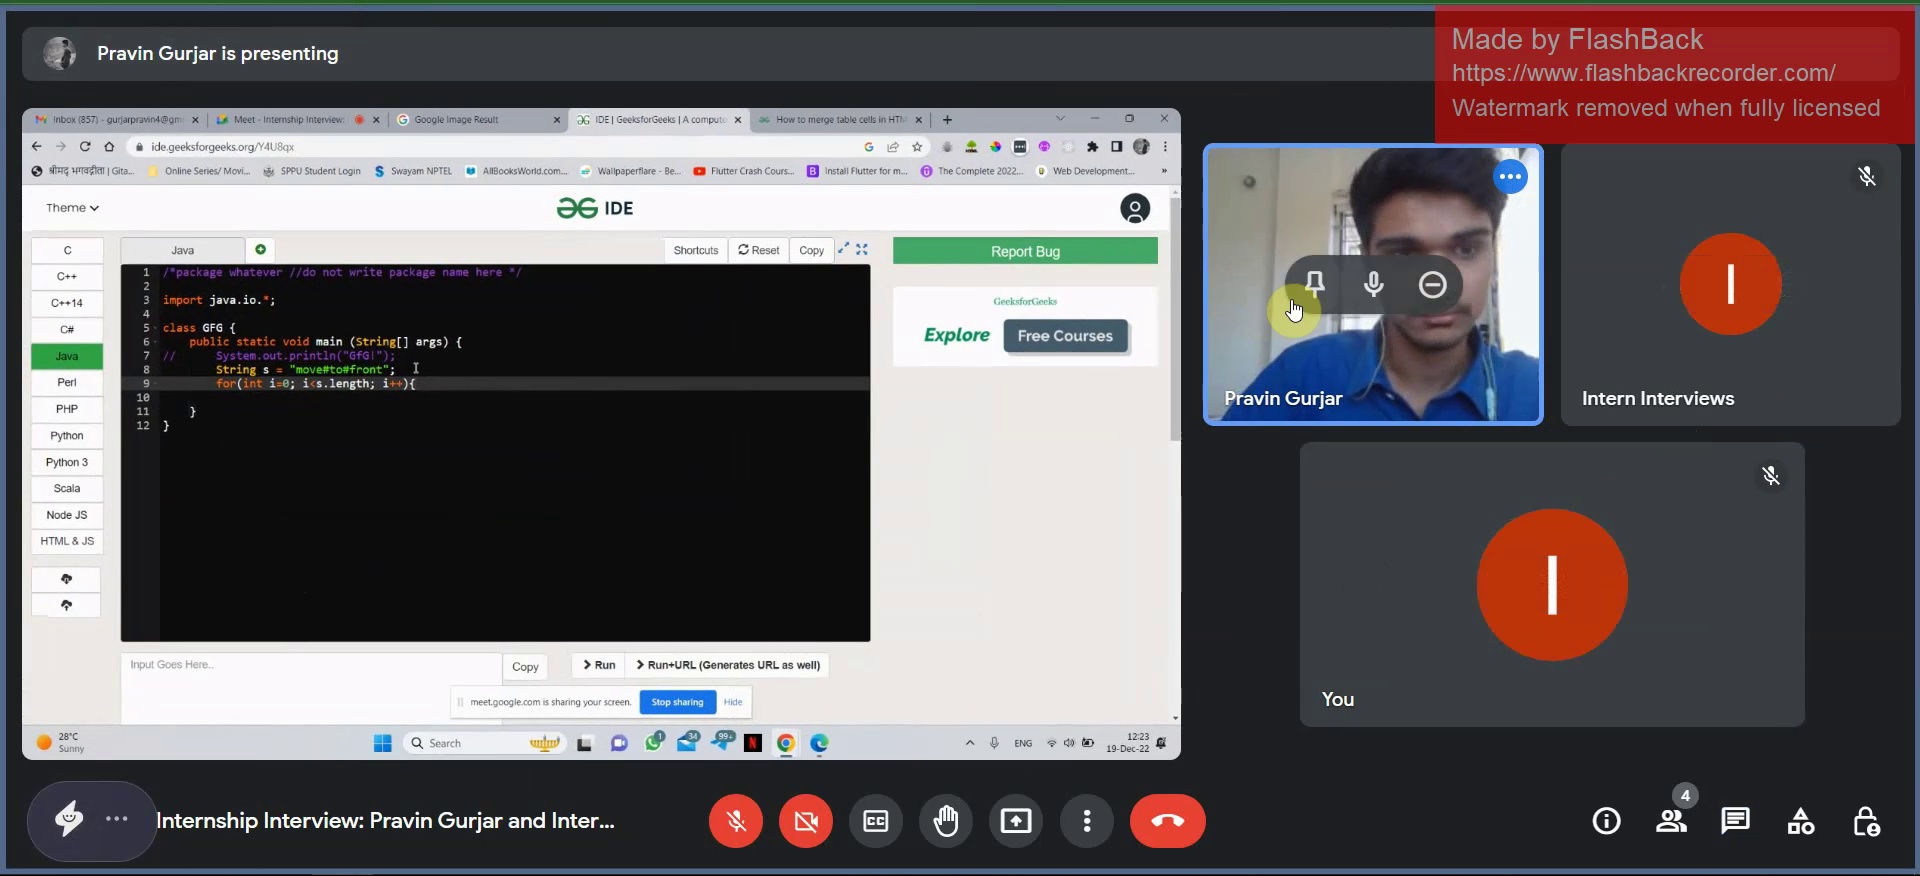 Made by FlashBack
https://www.flashbackrecorder.com/
Watermark removed when fully licensed
Pravin Gurjar is presenting
Inbox (857) - gurjarpravin4@gm
Meet - Internship Interview:
Google Image Result
IDE | GeeksforGeeks | A compute
How to merge table cells in HTM
ide.geeksforgeeks.org/Y4U8qx
श्रीमद् भगवद्गीता | Gita...
Online Series/ Movi...
SPPU Student Login
Swayam NPTEL
AllBooksWorld.com...
Wallpaperflare - Be...
Flutter Crash Cours...
Install Flutter for m...
The Complete 2022...
Web Development...
»
Theme
IDE
C
C++
C++14
C#
Java
Perl
PHP
Python
Python 3
Scala
Node JS
HTML & JS
Java
Shortcuts
Reset
Copy
1 /*package whatever //do not write package name here */
2
3 import java.io.*;
4
5 class GFG {
6 public static void main (String[] args) {
7 // System.out.println("GfG!");
8 String s = "move#to#front";
9 for(int i=0; i<s.length; i++){
10
11 }
12 }
Report Bug
GeeksforGeeks
Explore Free Courses
Input Goes Here..
Copy
Run
Run+URL (Generates URL as well)
meet.google.com is sharing your screen.
Stop sharing
Hide
28°C
Sunny
Search
1
34
99+
N
ENG
12:23
19-Dec-22
Pravin Gurjar
I
Intern Interviews
I
You
Internship Interview: Pravin Gurjar and Inter...
CC
4